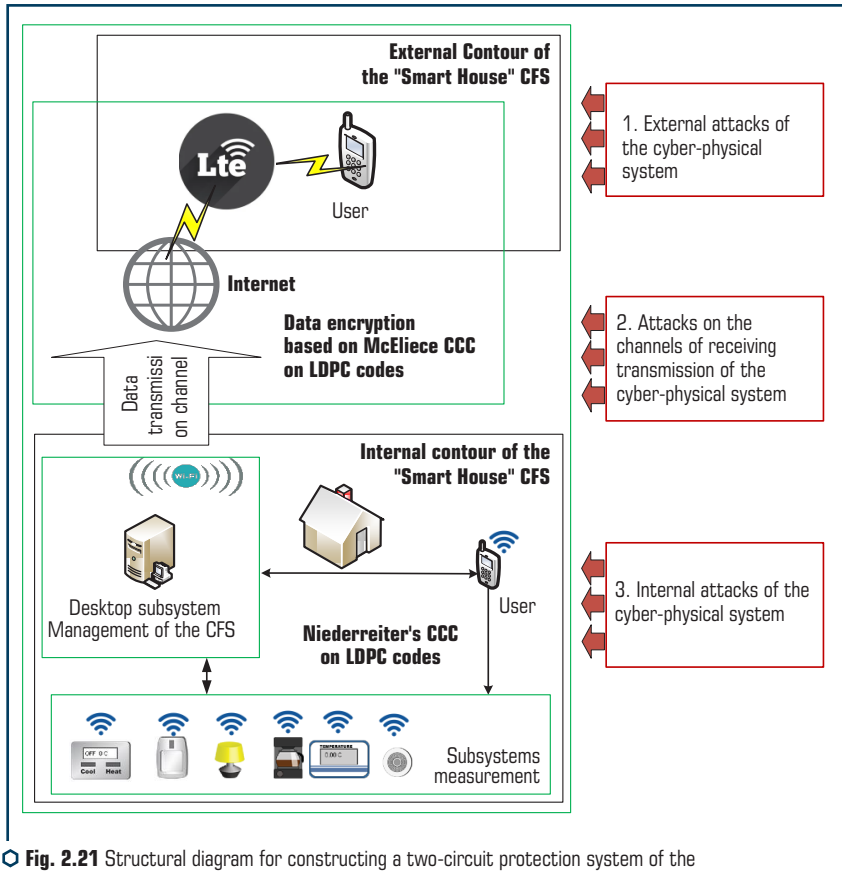 External Contour of
the "Smart House" CFS
Lte
User
Internet
Data encryption
based on McEliece CCC
on LDPC codes
Data
transmissi
on channel
1. External attacks of
the cyber-physical
system
2. Attacks on the
channels of receiving
transmission of the
cyber-physical system
Internal contour of the
"Smart House" CFS
Wi-Fi
Desktop subsystem
Management of the CFS
User
Niederreiter's CCC
on LDPC codes
3. Internal attacks of the
cyber-physical system
OFF 0 C
Cool Heat
TEMPERATURE
0.00 C
Subsystems
measurement
Fig. 2.21 Structural diagram for constructing a two-circuit protection system of the